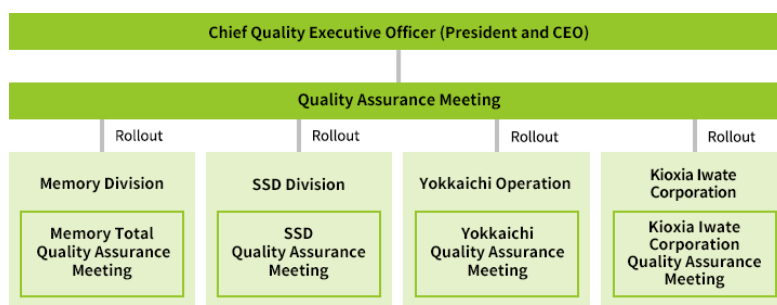 Chief Quality Executive Officer (President and CEO)
Quality Assurance Meeting
Rollout
Rollout
Rollout
Rollout
Memory Division
Memory Total
Quality Assurance
Meeting
SSD Division
SSD
Quality Assurance
Meeting
Yokkaichi Operation
Yokkaichi
Quality Assurance
Meeting
Kioxia Iwate
Corporation
Kioxia Iwate
Corporation
Quality Assurance
Meeting